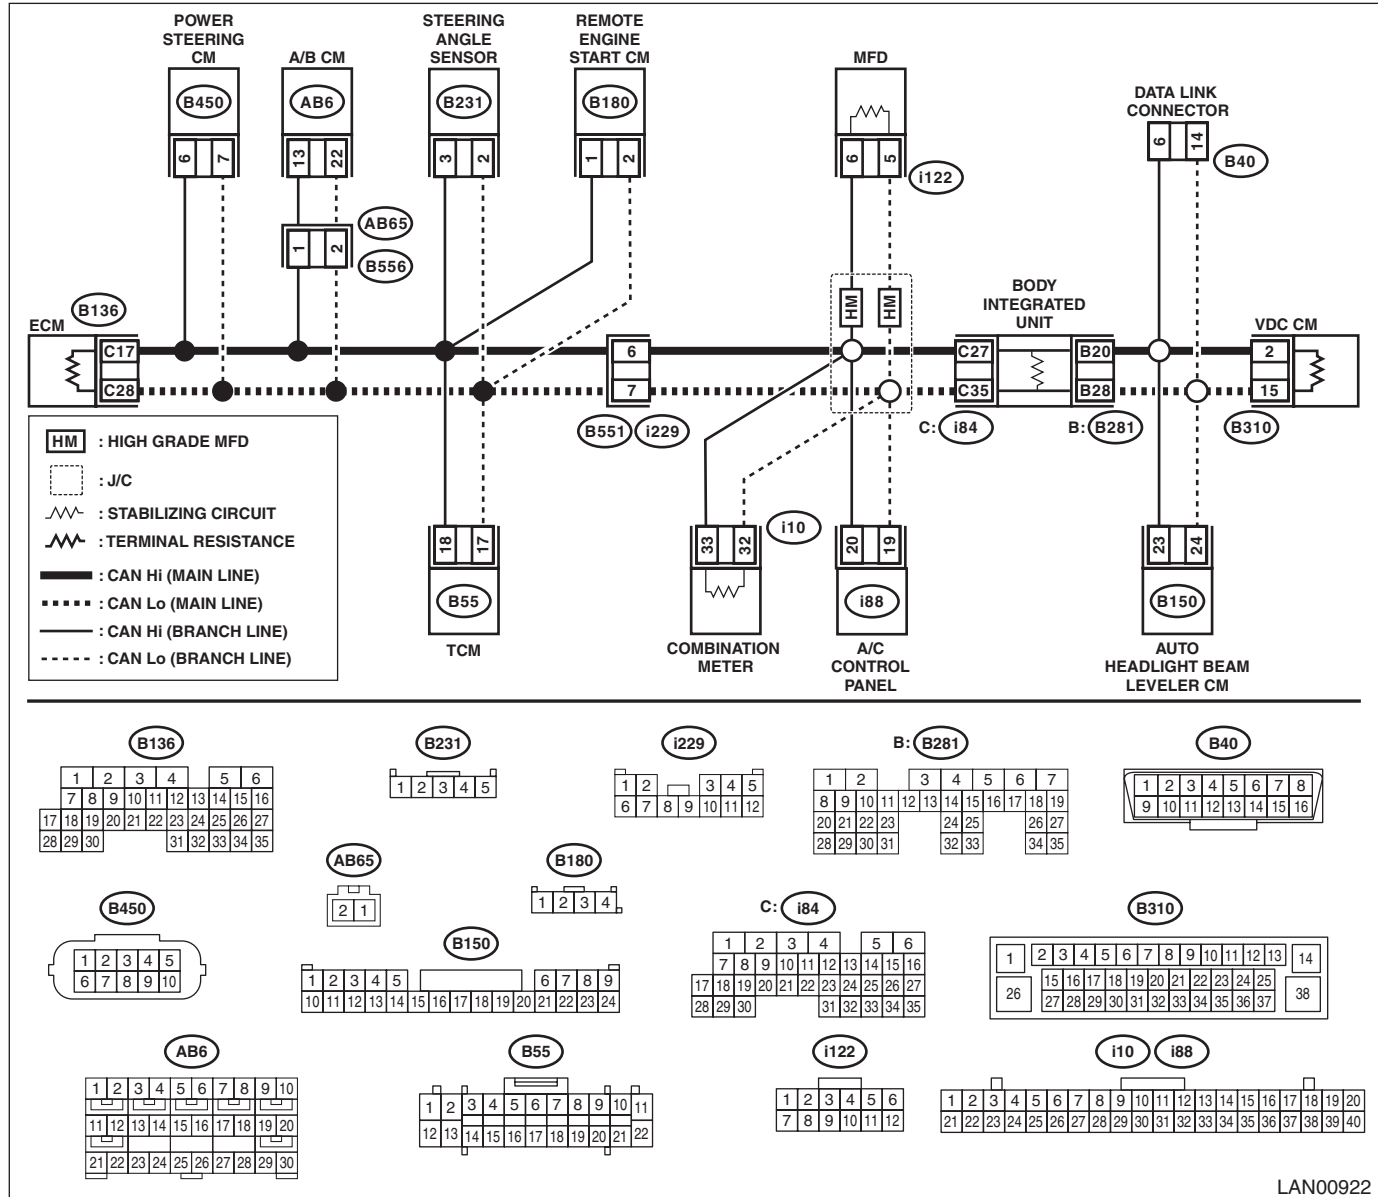 POWER
STEERING
CM
A/B CM
STEERING
ANGLE
SENSOR
REMOTE
ENGINE
START CM
MFD
DATA LINK
CONNECTOR
B450
AB6
B231
B180
6 7
13 22
3 2
1 2
6 5
6 14
i122
B40
AB65
1 2
B556
B136
ECM
HM HM
BODY
INTEGRATED
UNIT
VDC CM
C17
6
C27
B20
2
C28
7
C35
B28
15
B551 i229
C: i84
B: B281
B310
HM : HIGH GRADE MFD
: J/C
: STABILIZING CIRCUIT
: TERMINAL RESISTANCE
: CAN Hi (MAIN LINE)
: CAN Lo (MAIN LINE)
: CAN Hi (BRANCH LINE)
: CAN Lo (BRANCH LINE)
18 17
B55
TCM
i10
33 32
COMBINATION
METER
20 19
i88
A/C
CONTROL
PANEL
23 24
B150
AUTO
HEADLIGHT BEAM
LEVELER CM
B136
1 2 3 4 5 6
7 8 9 10 11 12 13 14 15 16
17 18 19 20 21 22 23 24 25 26 27
28 29 30 31 32 33 34 35
B231
1 2 3 4 5
i229
1 2 3 4 5
6 7 8 9 10 11 12
B: B281
1 2 3 4 5 6 7
8 9 10 11 12 13 14 15 16 17 18 19
20 21 22 23 24 25 26 27
28 29 30 31 32 33 34 35
B40
1 2 3 4 5 6 7 8
9 10 11 12 13 14 15 16
AB65
2 1
B180
1 2 3 4
B450
1 2 3 4 5
6 7 8 9 10
B150
1 2 3 4 5 6 7 8 9
10 11 12 13 14 15 16 17 18 19 20 21 22 23 24
C: i84
1 2 3 4 5 6
7 8 9 10 11 12 13 14 15 16
17 18 19 20 21 22 23 24 25 26 27
28 29 30 31 32 33 34 35
B310
1 2 3 4 5 6 7 8 9 10 11 12 13 14
15 16 17 18 19 20 21 22 23 24 25
26 27 28 29 30 31 32 33 34 35 36 37 38
AB6
1 2 3 4 5 6 7 8 9 10
11 12 13 14 15 16 17 18 19 20
21 22 23 24 25 26 27 28 29 30
B55
1 2 3 4 5 6 7 8 9 10 11
12 13 14 15 16 17 18 19 20 21 22
i122
1 2 3 4 5 6
7 8 9 10 11 12
i10 i88
1 2 3 4 5 6 7 8 9 10 11 12 13 14 15 16 17 18 19 20
21 22 23 24 25 26 27 28 29 30 31 32 33 34 35 36 37 38 39 40
LAN00922